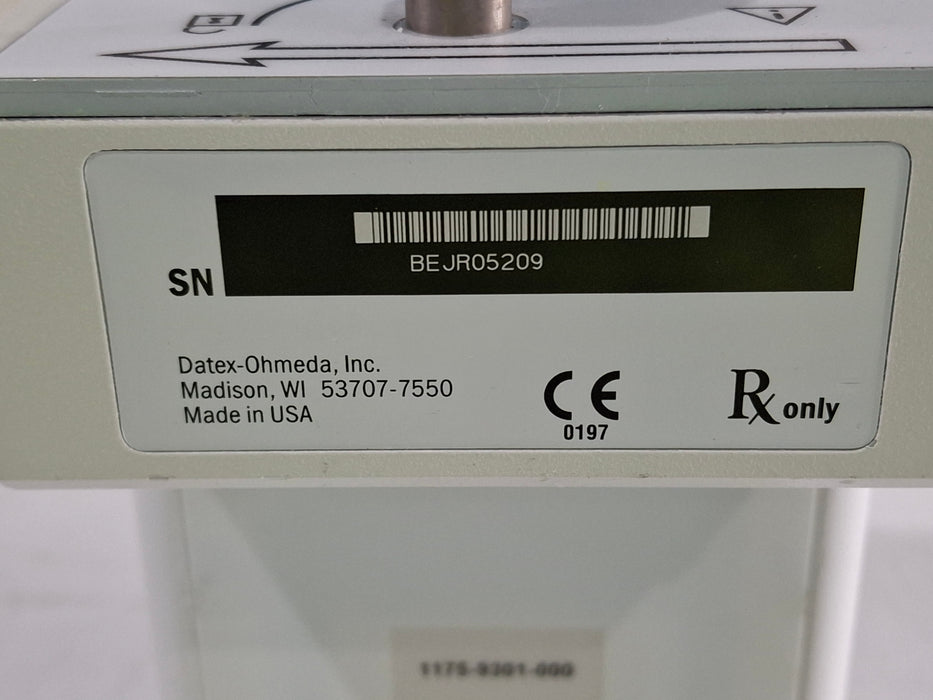 BEJR05209
SN
Datex-Ohmeda, Inc.
Madison, WI 53707-7550
Made in USA
CE
0197
Rx only
1175-9301-000